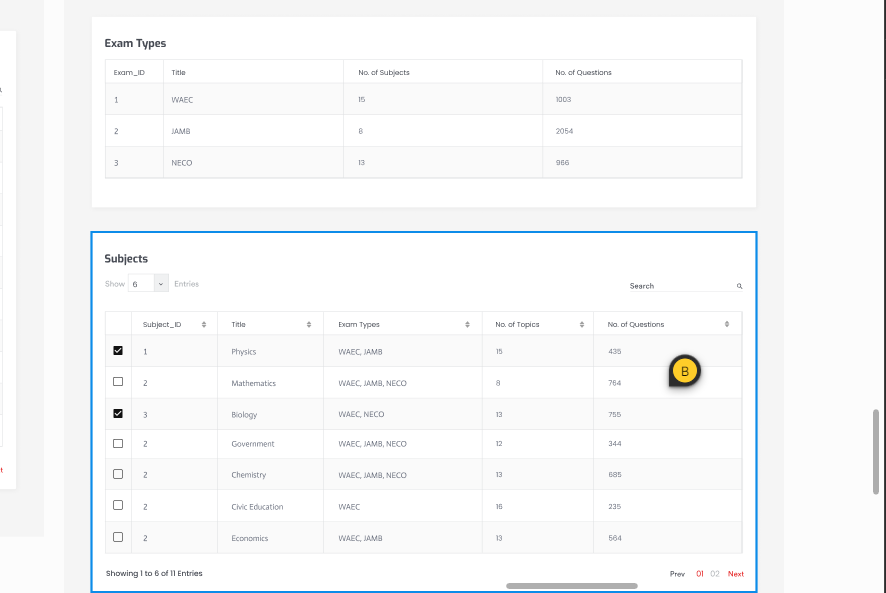 Exam Types
Exam_ID Title No. of Subjects No. of Questions
1 WAEC 15 1003
2 JAMB 8 2054
3 NECO 13 966
Subjects
Show 6 Entries Search
Subject_ID Title Exam Types No. of Topics No. of Questions
1 Physics WAEC, JAMB 15 435
2 Mathematics WAEC, JAMB, NECO 8 764
B
3 Biology WAEC, NECO 13 755
2 Government WAEC, JAMB, NECO 12 344
2 Chemistry WAEC, JAMB, NECO 13 685
2 Civic Education WAEC 16 235
2 Economics WAEC, JAMB 13 564
t
Showing 1 to 6 of 11 Entries Prev 01 02 Next